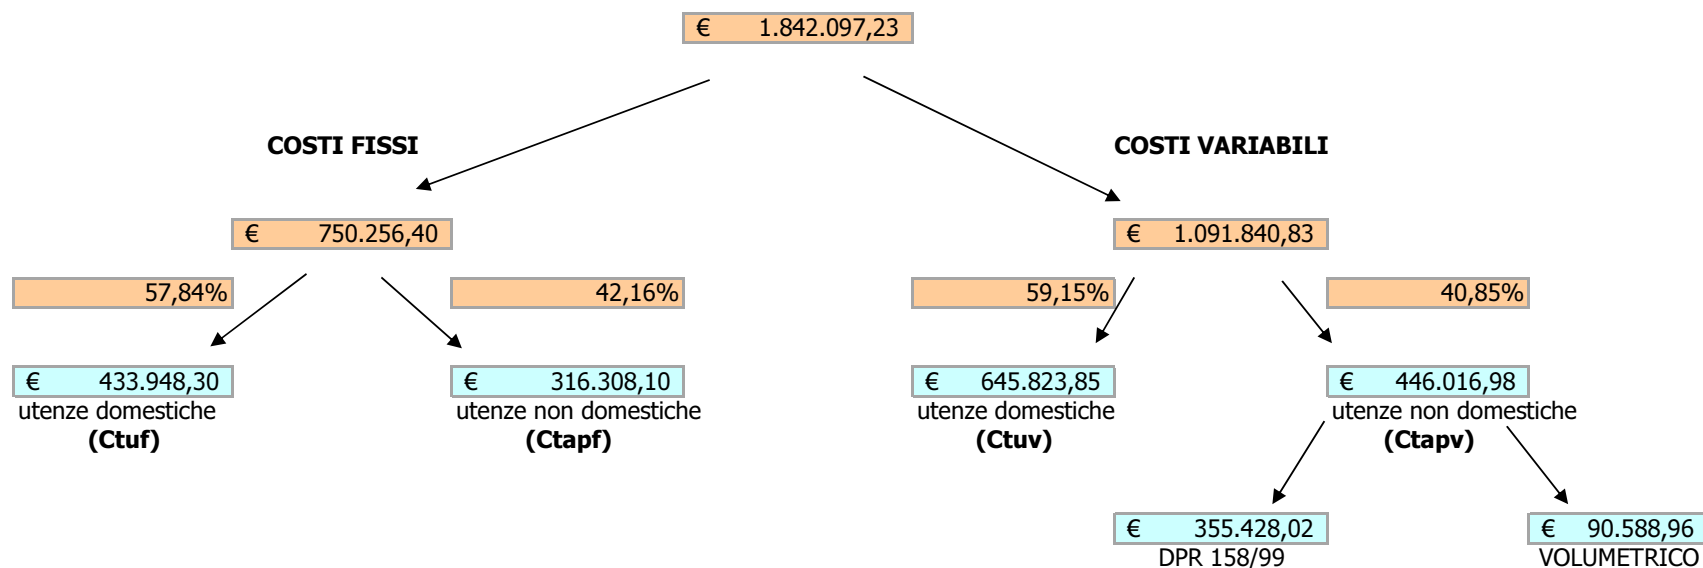 € 1.842.097,23
COSTI FISSI COSTI VARIABILI
€ 750.256,40 € 1.091.840,83
57,84% 42,16% 59,15% 40,85%
€ 433.948,30 € 316.308,10 € 645.823,85 € 446.016,98
utenze domestiche utenze non domestiche utenze domestiche utenze non domestiche
(Ctuf) (Ctapf) (Ctuv) (Ctapv)
€ 355.428,02 € 90.588,96
DPR 158/99 VOLUMETRICO